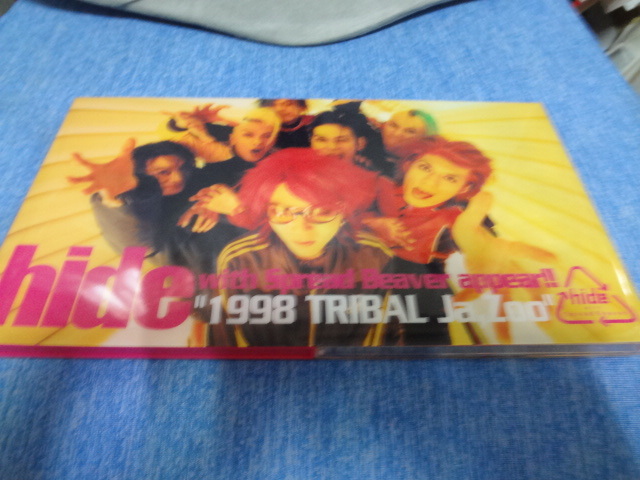 hide
with Spread Beaver appear!!
"1998 TRIBAL Ja,Zoo"
hide